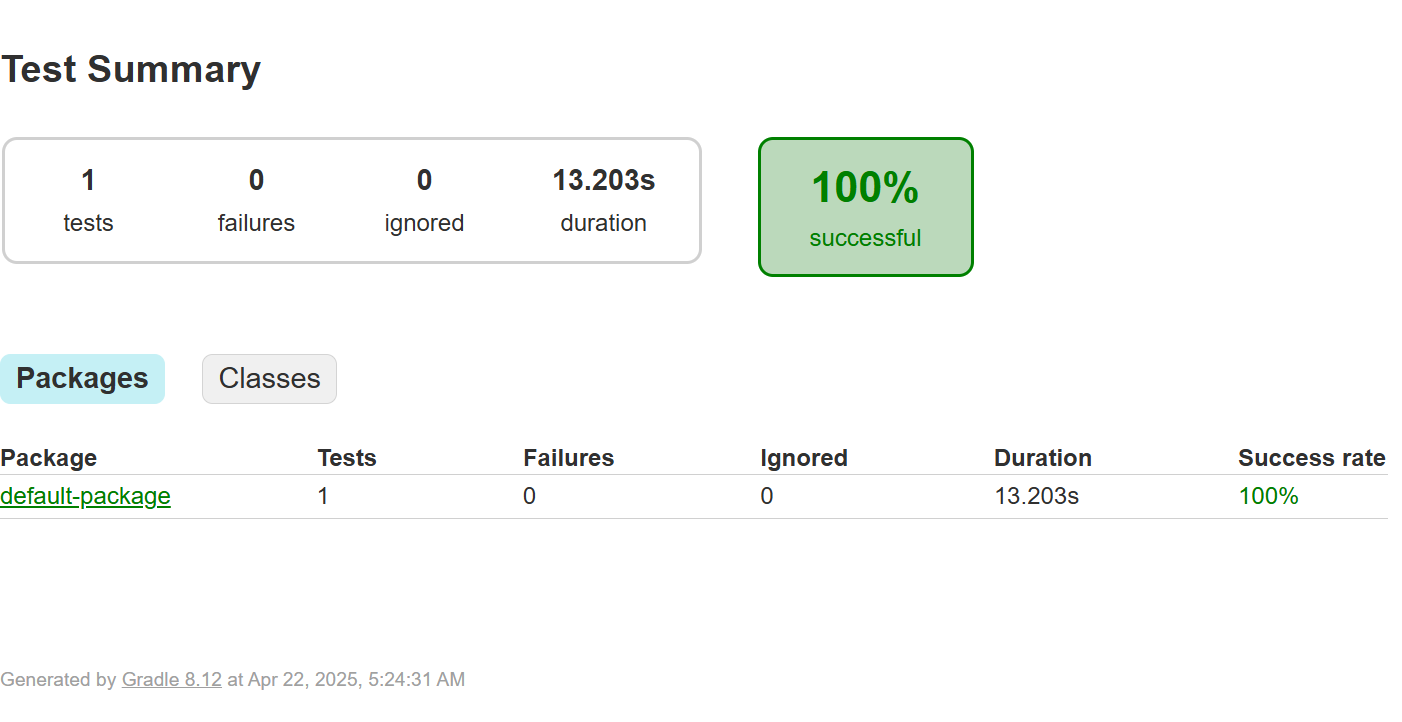 Test Summary
1 0 0 13.203s
tests failures ignored duration
100%
successful
Packages Classes
Package Tests Failures Ignored Duration Success rate
default-package 1 0 0 13.203s 100%
Generated by Gradle 8.12 at Apr 22, 2025, 5:24:31 AM